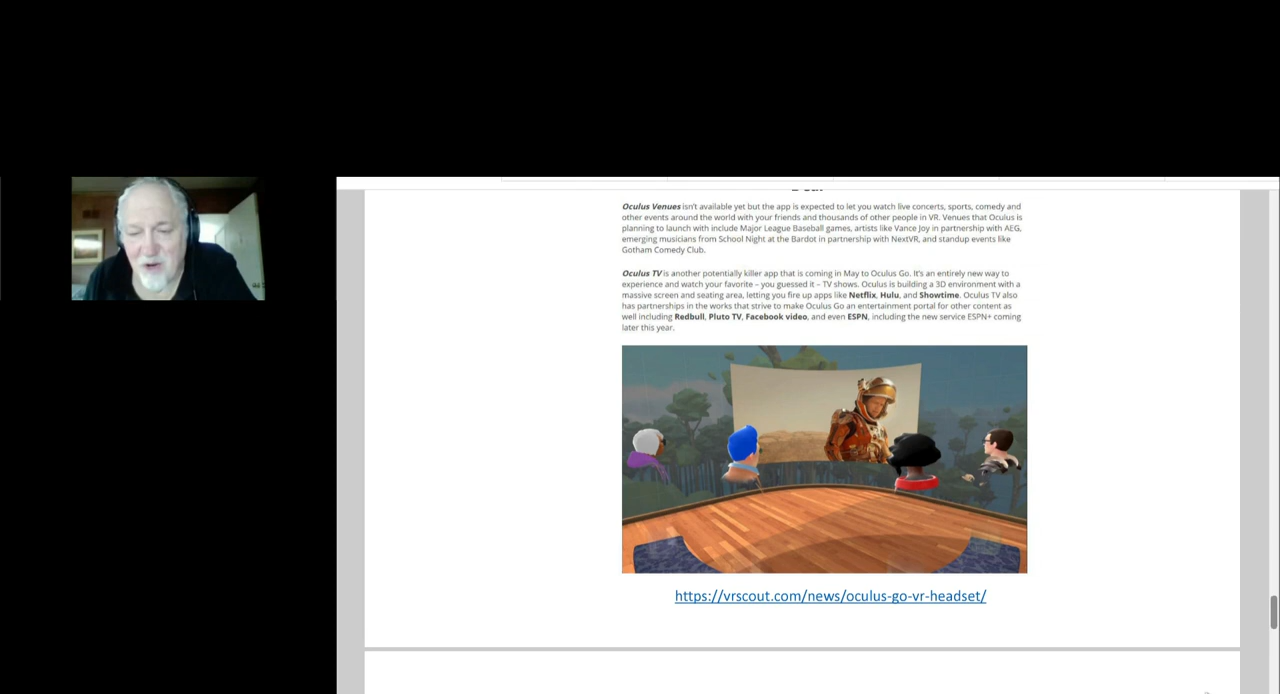 Oculus Venues isn't available yet but the app is expected to let you watch live concerts, sports, comedy and
other events around the world with your friends and thousands of other people in VR. Venues that Oculus is
planning to launch with include Major League Baseball games, artists like Vance Joy in partnership with AEG,
emerging musicians from School Night at the Bardot in partnership with NextVR, and standup events like
Gotham Comedy Club.
Oculus TV is another potentially killer app that is coming in May to Oculus Go. It's an entirely new way to
experience and watch your favorite – you guessed it – TV shows. Oculus is building a 3D environment with a
massive screen and seating area, letting you fire up apps like Netflix, Hulu, and Showtime. Oculus TV also
has partnerships in the works that strive to make Oculus Go an entertainment portal for other content as
well including Redbull, Pluto TV, Facebook video, and even ESPN, including the new service ESPN+ coming
later this year.
https://vrscout.com/news/oculus-go-vr-headset/